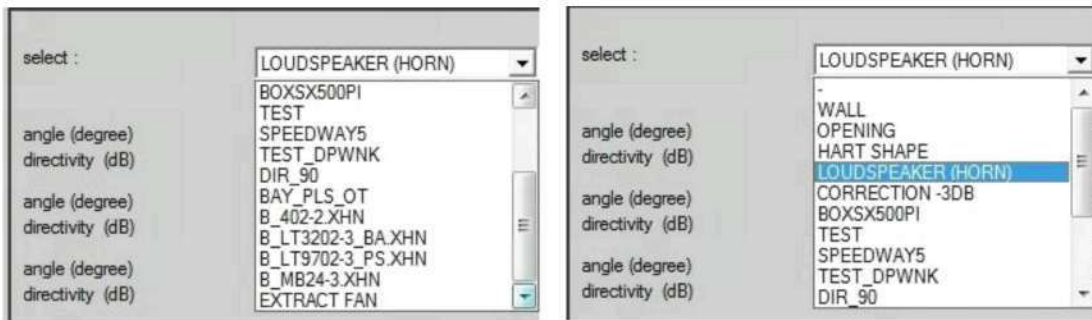 select :
LOUDSPEAKER (HORN)
BOXSX500PI
TEST
SPEEDWAY5
TEST_DPWNK
DIR_90
BAY_PLS_OT
B_402-2.XHN
B_LT3202-3_BA.XHN
B_LT9702-3_PS.XHN
B_MB24-3.XHN
EXTRACT FAN
angle (degree)
directivity (dB)
angle (degree)
directivity (dB)
angle (degree)
directivity (dB)
select :
LOUDSPEAKER (HORN)
-
WALL
OPENING
HART SHAPE
LOUDSPEAKER (HORN)
CORRECTION -3DB
BOXSX500PI
TEST
SPEEDWAY5
TEST_DPWNK
DIR_90
angle (degree)
directivity (dB)
angle (degree)
directivity (dB)
angle (degree)
directivity (dB)